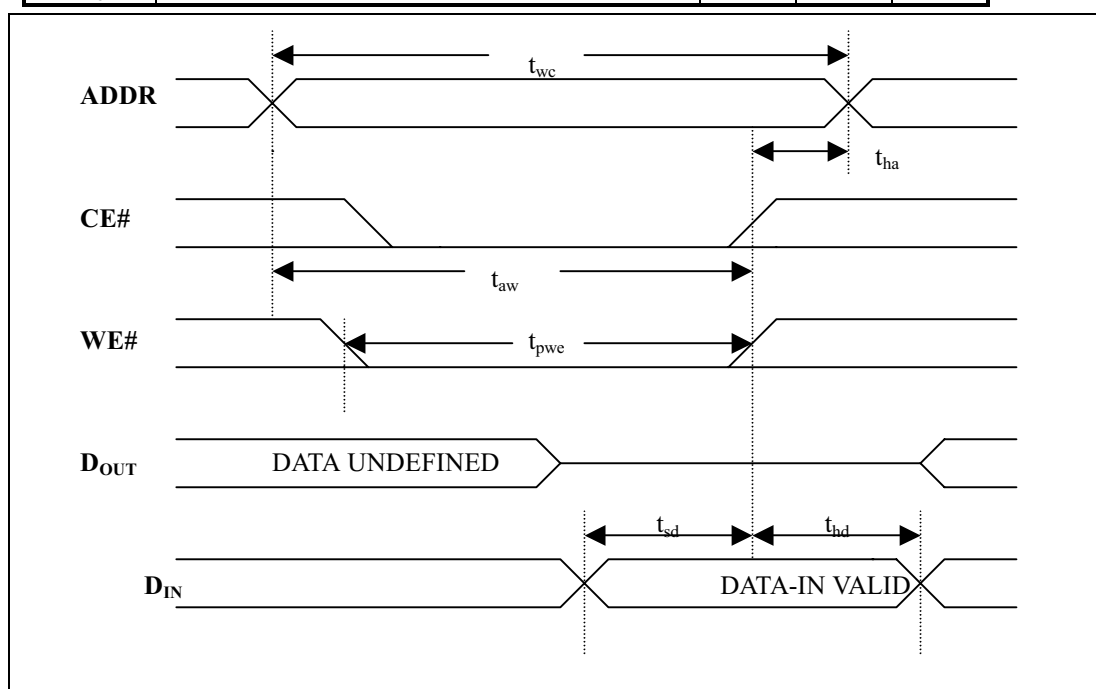 t_wc
ADDR
t_ha
CE#
t_aw
WE#
t_pwe
D_OUT DATA UNDEFINED
t_sd t_hd
D_IN DATA-IN VALID